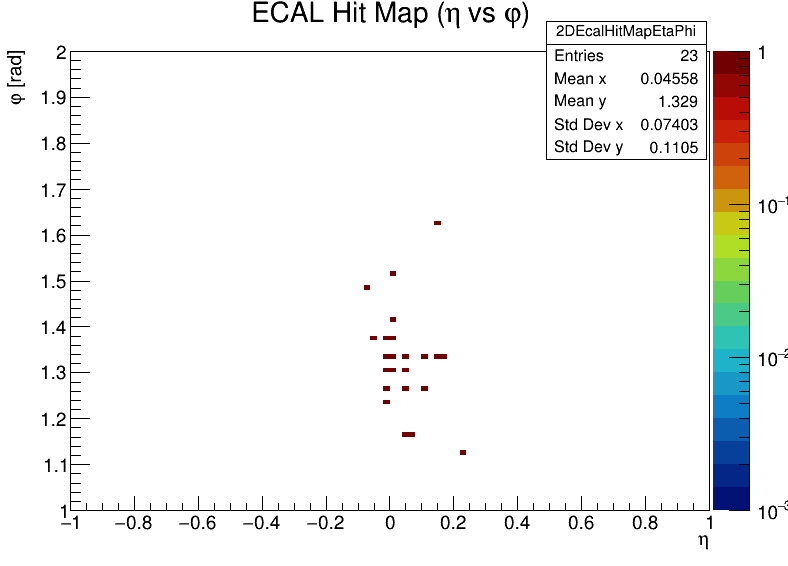 ECAL Hit Map (η vs φ)
2DEcalHitMapEtaPhi
Entries 23
Mean x 0.04558
Mean y 1.329
Std Dev x 0.07403
Std Dev y 0.1105
φ [rad]
2
1.9
1.8
1.7
1.6
1.5
1.4
1.3
1.2
1.1
1
−1 −0.8 −0.6 −0.4 −0.2 0 0.2 0.4 0.6 0.8 1
η
1
10⁻¹
10⁻²
10⁻³